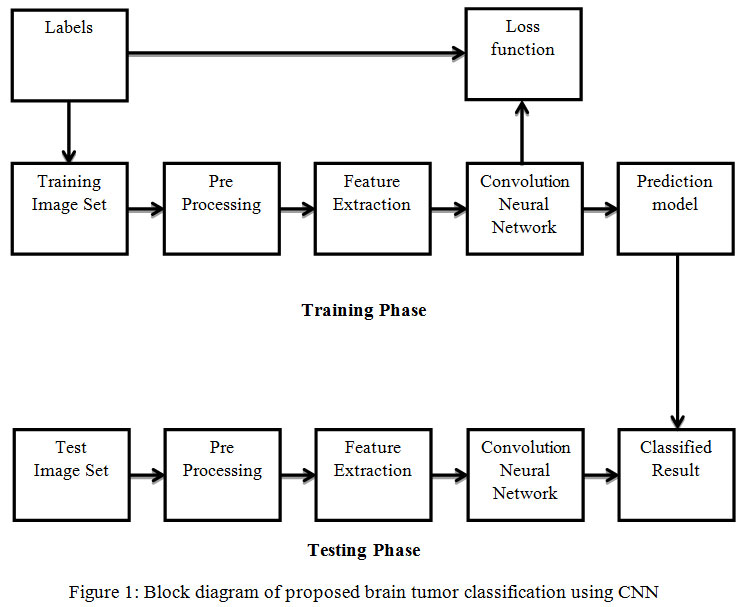 Labels
Loss
function
Training
Image Set
Pre
Processing
Feature
Extraction
Convolution
Neural
Network
Prediction
model
Training Phase
Test
Image Set
Pre
Processing
Feature
Extraction
Convolution
Neural
Network
Classified
Result
Testing Phase
Figure 1: Block diagram of proposed brain tumor classification using CNN